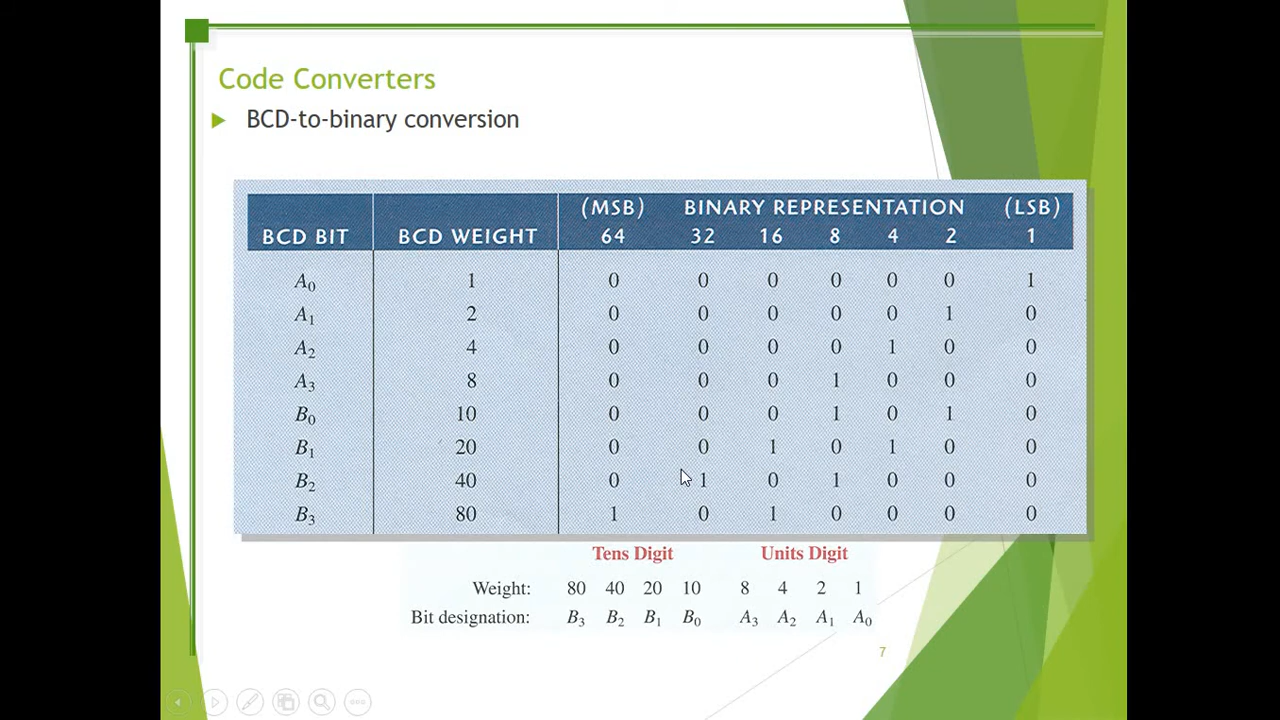 Code Converters
BCD-to-binary conversion
(MSB) BINARY REPRESENTATION (LSB)
BCD BIT BCD WEIGHT 64 32 16 8 4 2 1
A0 1 0 0 0 0 0 0 1
A1 2 0 0 0 0 0 1 0
A2 4 0 0 0 0 1 0 0
A3 8 0 0 0 1 0 0 0
B0 10 0 0 0 1 0 1 0
B1 20 0 0 1 0 1 0 0
B2 40 0 1 0 1 0 0 0
B3 80 1 0 1 0 0 0 0
Tens Digit Units Digit
Weight: 80 40 20 10 8 4 2 1
Bit designation: B3 B2 B1 B0 A3 A2 A1 A0
7